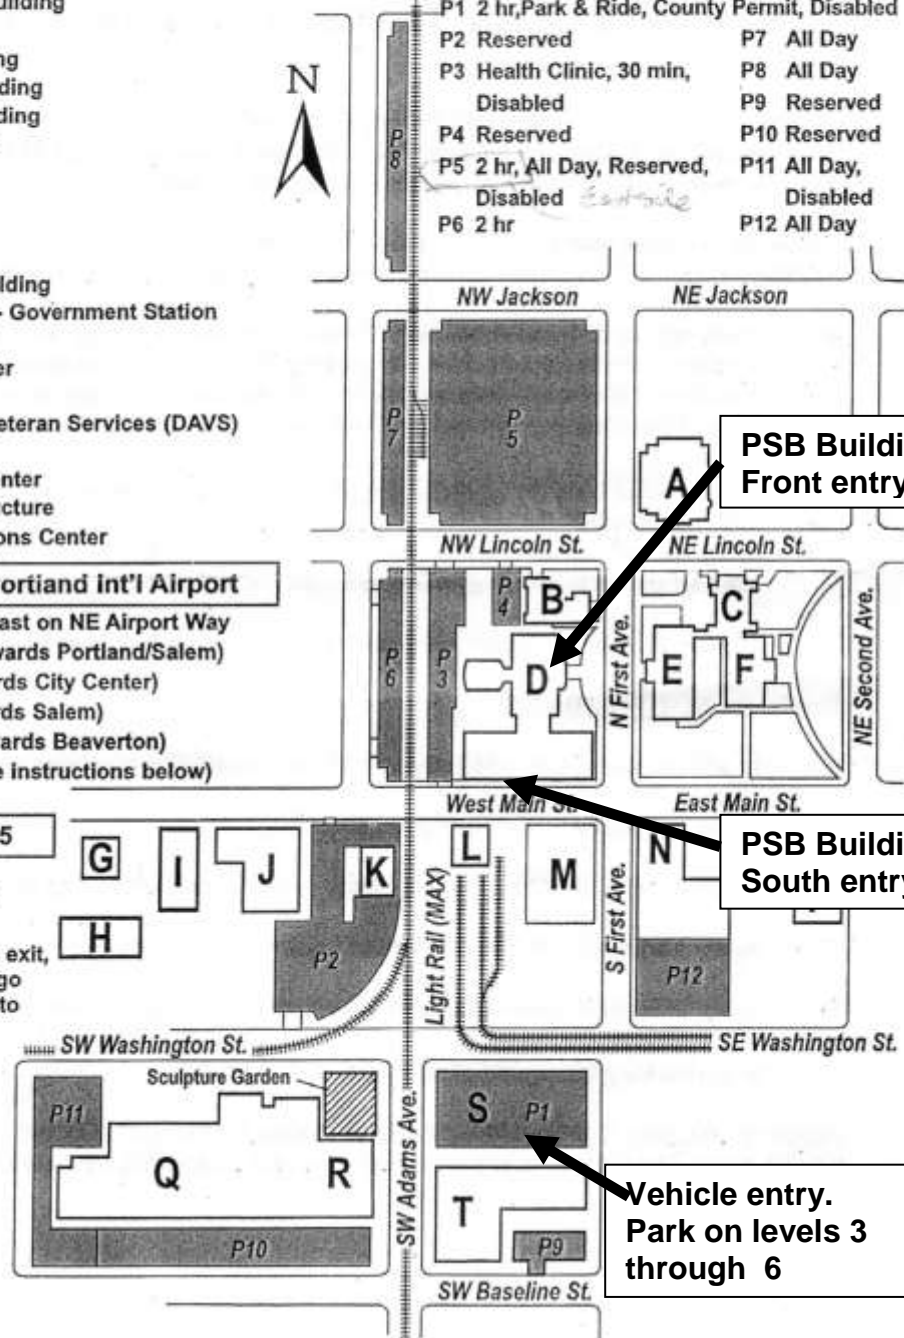 uilding
ng
ding
ding
lding
- Government Station
er
eteran Services (DAVS)
nter
cture
ons Center
ortland Int'l Airport
ast on NE Airport Way
vards Portland/Salem)
rds City Center)
rds Salem)
ards Beaverton)
e instructions below)
5
exit,
go
to
N
P1 2 hr,Park & Ride, County Permit, Disabled
P2 Reserved
P3 Health Clinic, 30 min,
Disabled
P4 Reserved
P5 2 hr, All Day, Reserved,
Disabled
P6 2 hr
P7 All Day
P8 All Day
P9 Reserved
P10 Reserved
P11 All Day,
Disabled
P12 All Day
P8
NW Jackson
NE Jackson
P7
P5
A
PSB Buildi
Front entry
NW Lincoln St.
NE Lincoln St.
P6
P3
P4
B
D
N First Ave.
C
E
F
NE Second Ave.
West Main St.
East Main St.
G
I
J
K
L
M
N
PSB Buildi
South entry
H
P2
Light Rail (MAX)
S First Ave.
P12
SW Washington St.
SE Washington St.
Sculpture Garden
P11
Q
R
P10
SW Adams Ave.
S
P1
T
P9
Vehicle entry.
Park on levels 3
through 6
SW Baseline St.